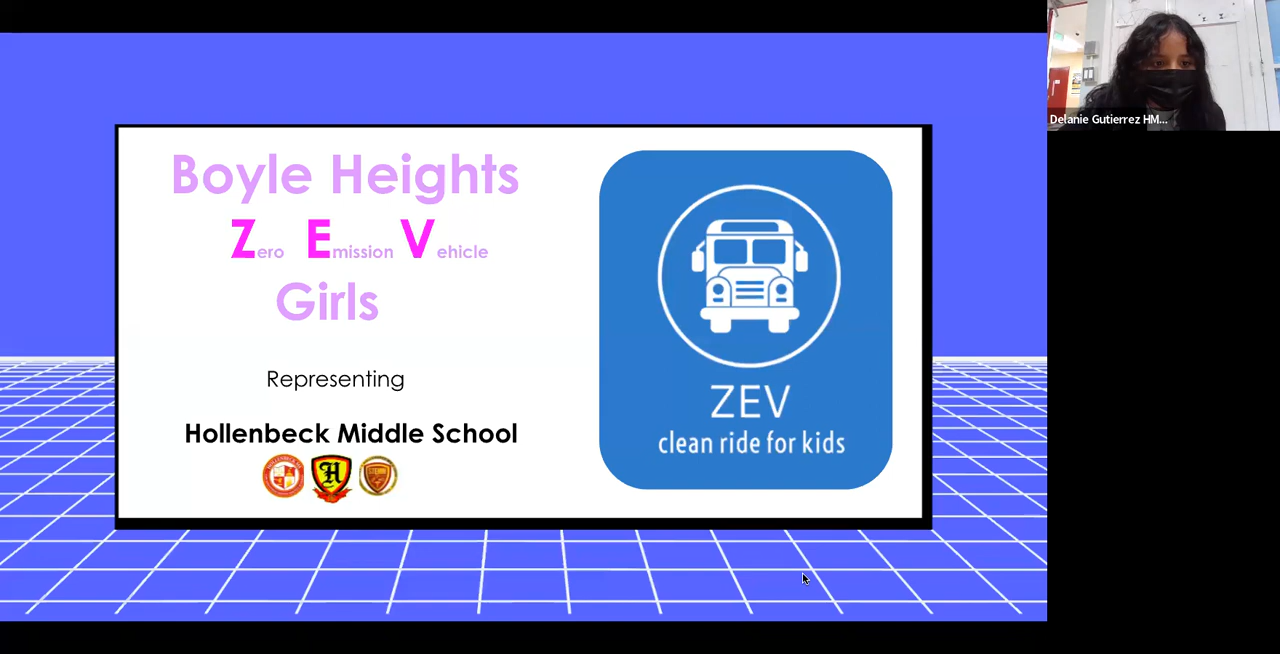 Boyle Heights
Zero Emission Vehicle
Girls
Representing
Hollenbeck Middle School
H
ZEV
clean ride for kids
Delanie Gutierrez HM...